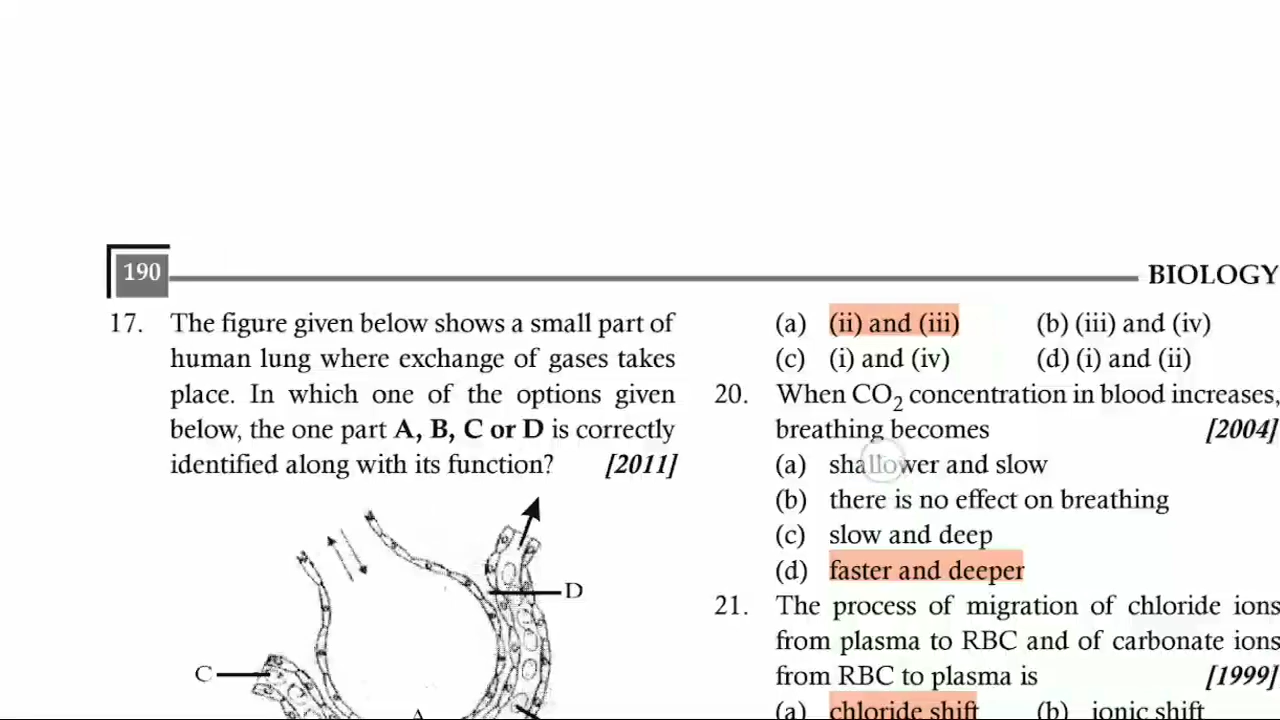 190
BIOLOGY
17. The figure given below shows a small part of
human lung where exchange of gases takes
place. In which one of the options given
below, the one part A, B, C or D is correctly
identified along with its function? [2011]
D
C
A
(a) (ii) and (iii) (b) (iii) and (iv)
(c) (i) and (iv) (d) (i) and (ii)
20. When CO2 concentration in blood increases,
breathing becomes [2004]
(a) shallower and slow
(b) there is no effect on breathing
(c) slow and deep
(d) faster and deeper
21. The process of migration of chloride ions
from plasma to RBC and of carbonate ions
from RBC to plasma is [1999]
(a) chloride shift (b) ionic shift